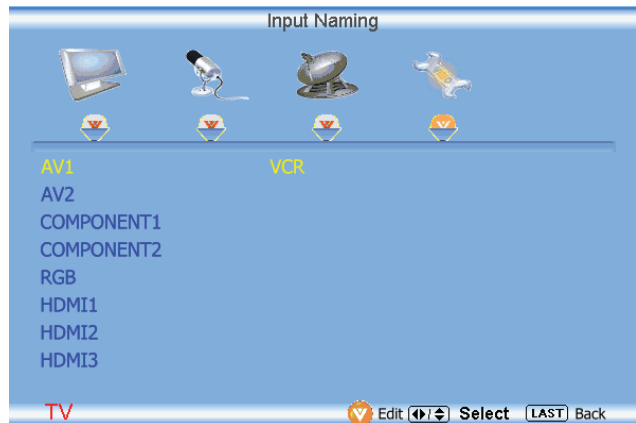 Input Naming
AV1 VCR
AV2
COMPONENT1
COMPONENT2
RGB
HDMI1
HDMI2
HDMI3
TV Edit Select LAST Back